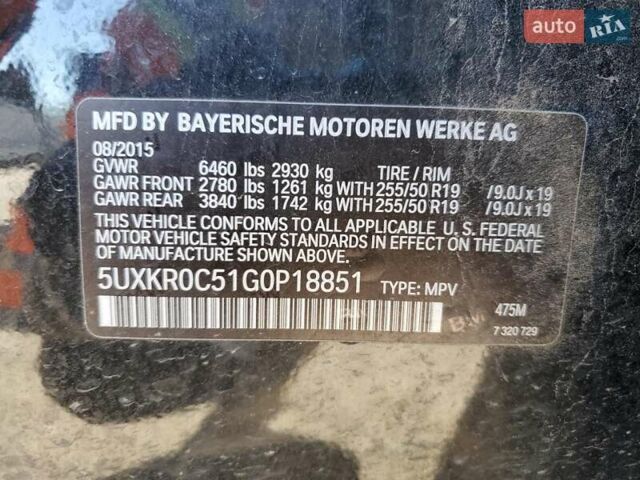 auto RIA
.com
MFD BY BAYERISCHE MOTOREN WERKE AG
08/2015
GVWR 6460 lbs 2930 kg TIRE / RIM
GAWR FRONT 2780 lbs 1261 kg WITH 255/50 R19 /9.0J x 19
GAWR REAR 3840 lbs 1742 kg WITH 255/50 R19 /9.0J x 19
THIS VEHICLE CONFORMS TO ALL APPLICABLE U. S. FEDERAL
MOTOR VEHICLE SAFETY STANDARDS IN EFFECT ON THE DATE
OF MANUFACTURE SHOWN ABOVE.
5UXKR0C51G0P18851 TYPE: MPV
475M
7 320 729